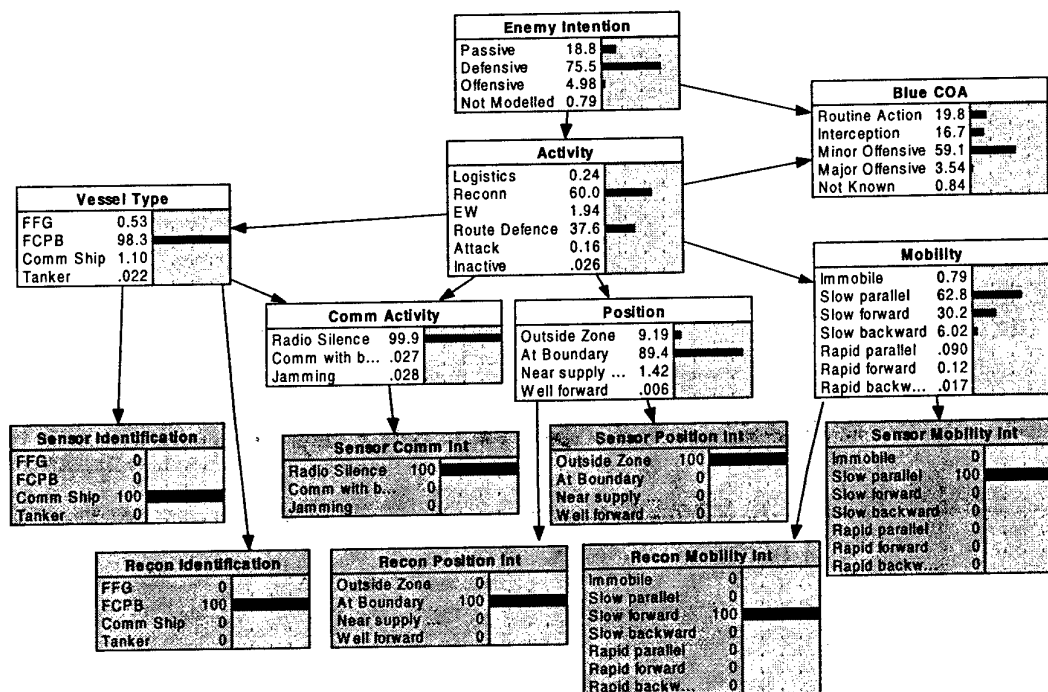 Enemy Intention
Passive 18.8
Defensive 75.5
Offensive 4.98
Not Modelled 0.79
Blue COA
Routine Action 19.8
Interception 16.7
Minor Offensive 59.1
Major Offensive 3.54
Not Known 0.84
Activity
Logistics 0.24
Reconn 60.0
EW 1.94
Route Defence 37.6
Attack 0.16
Inactive .026
Vessel Type
FFG 0.53
FCPB 98.3
Comm Ship 1.10
Tanker .022
Mobility
Immobile 0.79
Slow parallel 62.8
Slow forward 30.2
Slow backward 6.02
Rapid parallel .090
Rapid forward 0.12
Rapid backw... .017
Comm Activity
Radio Silence 99.9
Comm with b... .027
Jamming .028
Position
Outside Zone 9.19
At Boundary 89.4
Near supply ... 1.42
Well forward .006
Sensor Identification
FFG 0
FCPB 0
Comm Ship 100
Tanker 0
Sensor Comm Int
Radio Silence 100
Comm with b... 0
Jamming 0
Sensor Position Int
Outside Zone 100
At Boundary 0
Near supply ... 0
Well forward 0
Sensor Mobility Int
Immobile 0
Slow parallel 100
Slow forward 0
Slow backward 0
Rapid parallel 0
Rapid forward 0
Rapid backw... 0
Recon Identification
FFG 0
FCPB 100
Comm Ship 0
Tanker 0
Recon Position Int
Outside Zone 0
At Boundary 100
Near supply ... 0
Well forward 0
Recon Mobility Int
Immobile 0
Slow parallel 0
Slow forward 100
Slow backward 0
Rapid parallel 0
Rapid forward 0
Rapid backw... 0